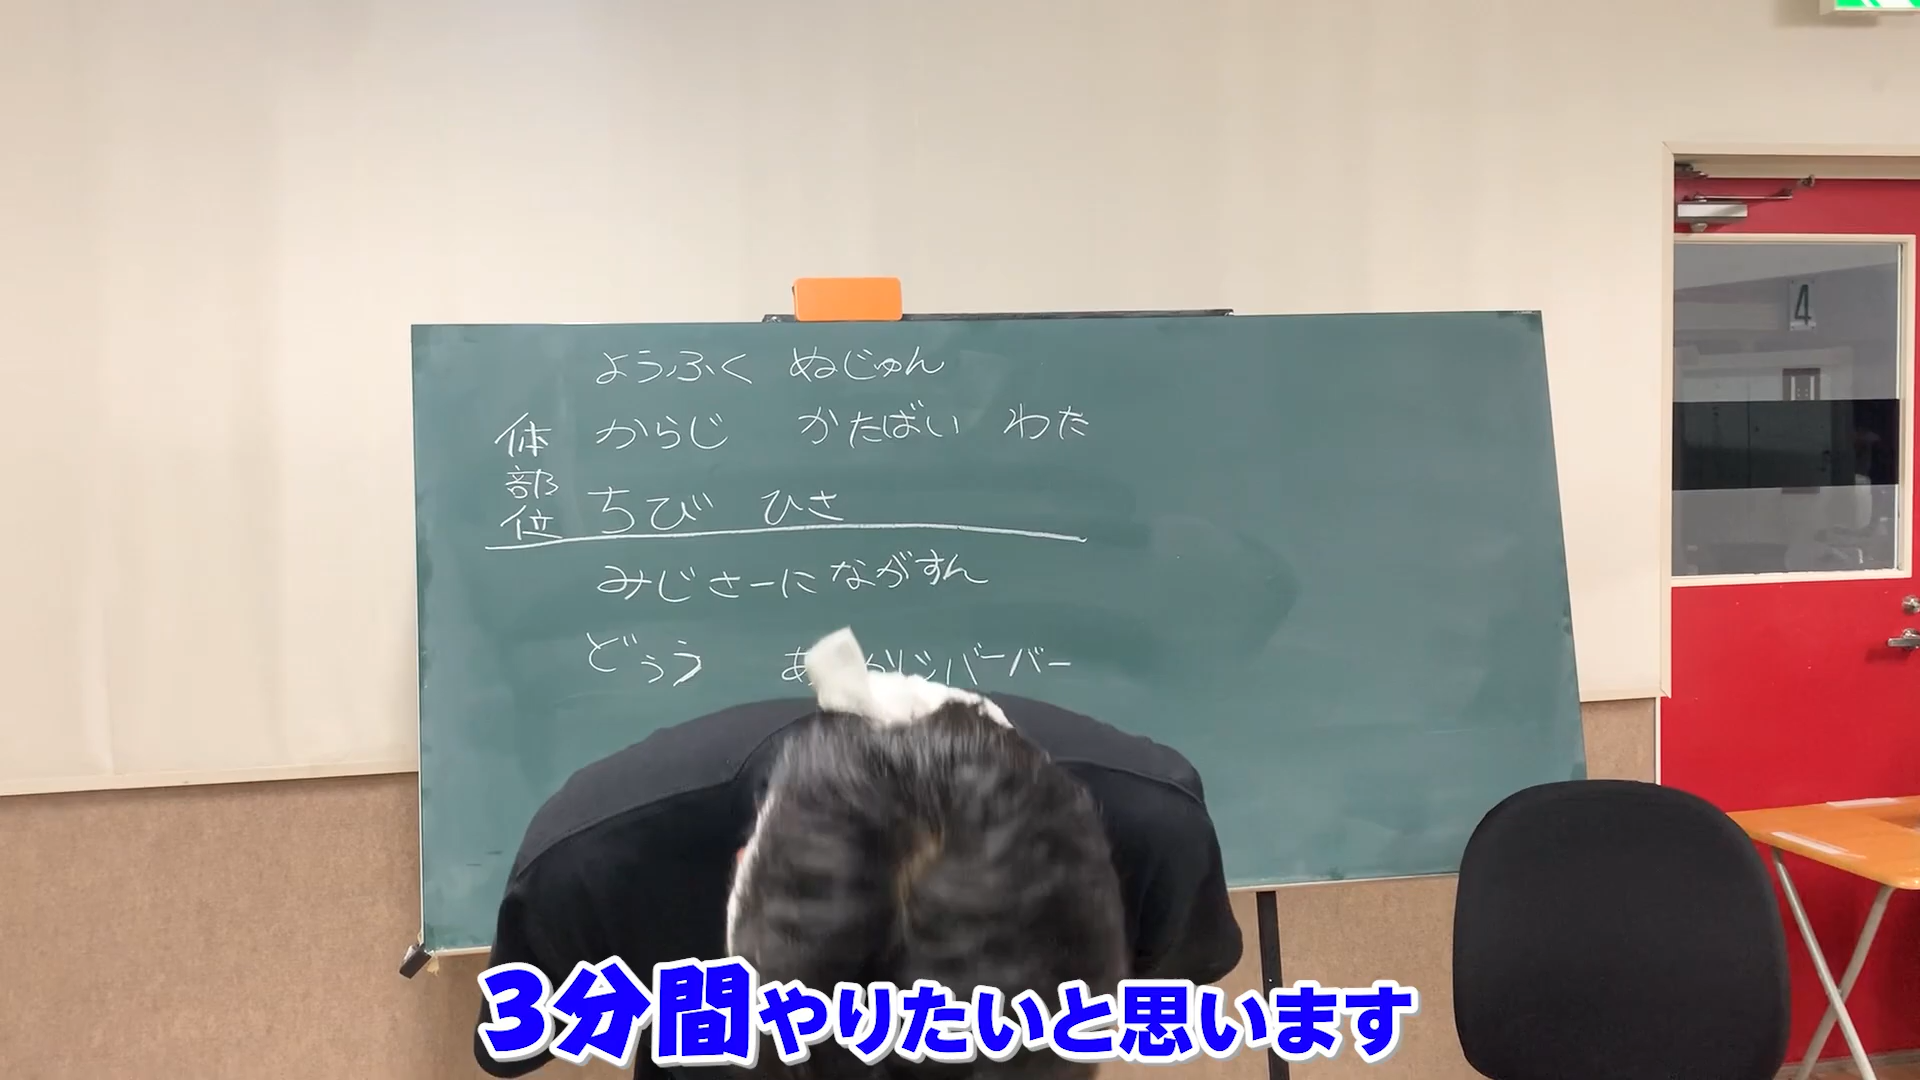 ようふく ぬじゅん
体部位
からじ かたばい わた
ちび ひさ
みじさーに ながすん
どぅう
バーバー
4
3分間やりたいと思います